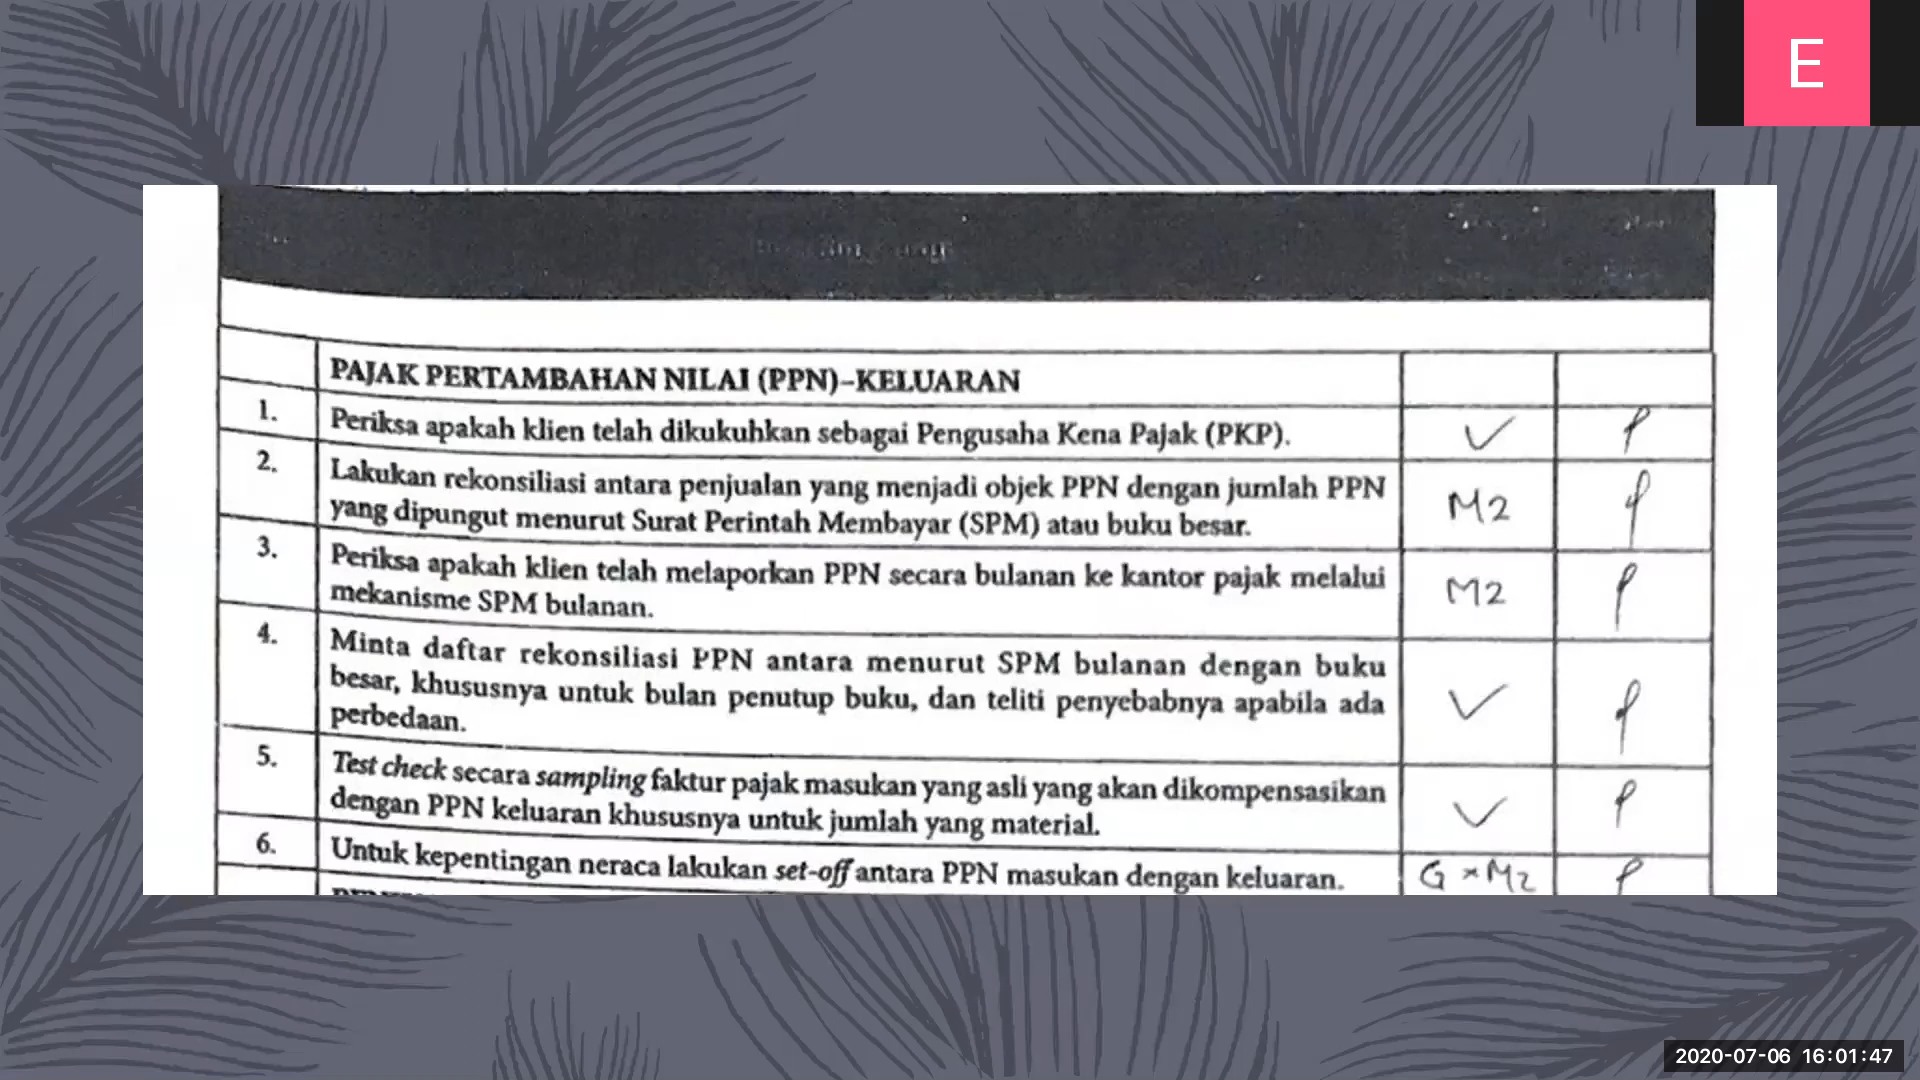 E
PAJAK PERTAMBAHAN NILAI (PPN)–KELUARAN
1. Periksa apakah klien telah dikukuhkan sebagai Pengusaha Kena Pajak (PKP). ✓
2. Lakukan rekonsiliasi antara penjualan yang menjadi objek PPN dengan jumlah PPN M2
yang dipungut menurut Surat Perintah Membayar (SPM) atau buku besar.
3. Periksa apakah klien telah melaporkan PPN secara bulanan ke kantor pajak melalui M2
mekanisme SPM bulanan.
4. Minta daftar rekonsiliasi PPN antara menurut SPM bulanan dengan buku
besar, khususnya untuk bulan penutup buku, dan teliti penyebabnya apabila ada ✓
perbedaan.
5. Test check secara sampling faktur pajak masukan yang asli yang akan dikompensasikan
dengan PPN keluaran khususnya untuk jumlah yang material. ✓
6. Untuk kepentingan neraca lakukan set-off antara PPN masukan dengan keluaran. G × M2
2020-07-06 16:01:47